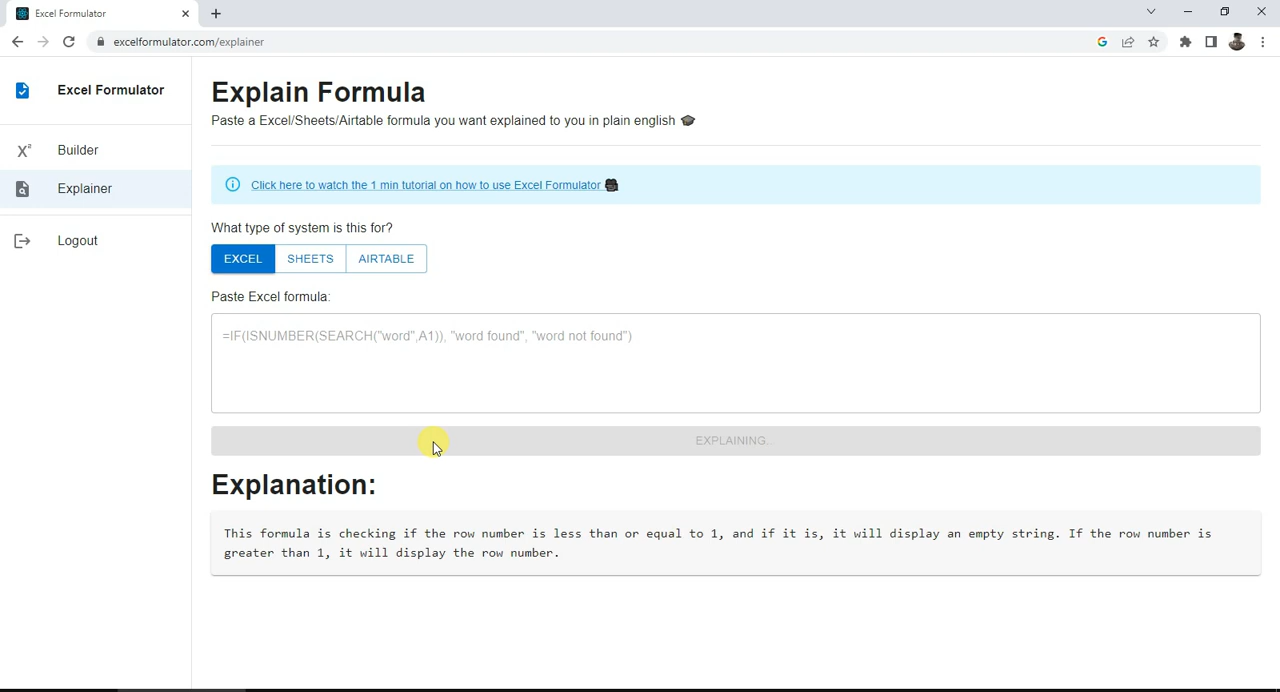 Excel Formulator
excelformulator.com/explainer
Excel Formulator
Builder
Explainer
Logout
Explain Formula
Paste a Excel/Sheets/Airtable formula you want explained to you in plain english 🎓
Click here to watch the 1 min tutorial on how to use Excel Formulator 🎥
What type of system is this for?
EXCEL SHEETS AIRTABLE
Paste Excel formula:
=IF(ISNUMBER(SEARCH("word",A1)), "word found", "word not found")
EXPLAINING...
Explanation:
This formula is checking if the row number is less than or equal to 1, and if it is, it will display an empty string. If the row number is
greater than 1, it will display the row number.